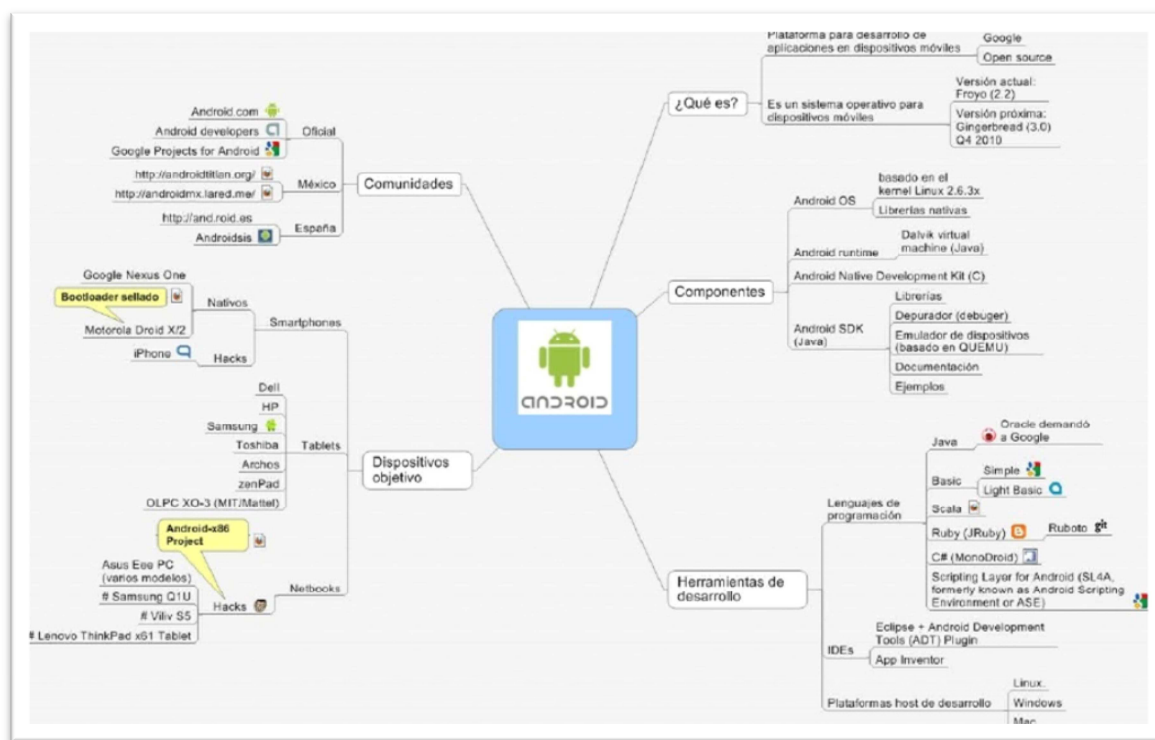 Plataforma para desarrollo de
aplicaciones en dispositivos móviles
Google
Open source
¿Qué es?
Es un sistema operativo para
dispositivos móviles
Versión actual:
Froyo (2.2)
Versión próxima:
Gingerbread (3.0)
Q4 2010
Componentes
Android OS
basado en el
kernel Linux 2.6.3x
Librerías nativas
Android runtime
Dalvik virtual
machine (Java)
Android Native Development Kit (C)
Android SDK
(Java)
Librerías
Depurador (debuger)
Emulador de dispositivos
(basado en QUEMU)
Documentación
Ejemplos
Herramientas de
desarrollo
Lenguajes de
programación
Java
Oracle demandó
a Google
Basic
Simple
Light Basic
Scala
Ruby (JRuby)
Ruboto git
C# (MonoDroid)
Scripting Layor for Android (SL4A,
formerly known as Android Scripting
Environment or ASE)
IDEs
Eclipse + Android Development
Tools (ADT) Plugin
App Inventor
Plataformas host de desarrollo
Linux.
Windows
Mac
Comunidades
Oficial
Android.com
Android developers
Google Projects for Android
México
http://androidtitlan.org/
http://androidmx.lared.me/
España
http://and.roid.es
Androidsis
Dispositivos
objetivo
Smartphones
Nativos
Google Nexus One
Bootloader sellado
Motorola Droid X/2
Hacks
iPhone
Tablets
Dell
HP
Samsung
Toshiba
Archos
zenPad
OLPC XO-3 (MIT/Mattel)
Netbooks
Hacks
Android-x86
Project
Asus Eee PC
(varios modelos)
# Samsung Q1U
# Viliv S5
# Lenovo ThinkPad x61 Tablet
ANDROID